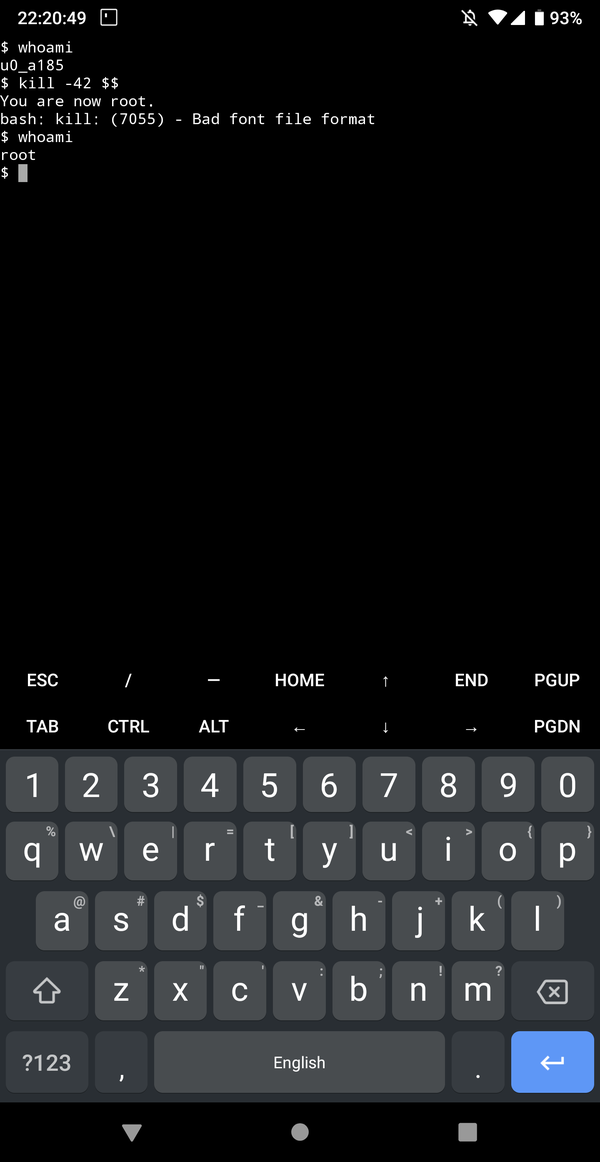 22:20:49 93%
$ whoami
u0_a185
$ kill -42 $$
You are now root.
bash: kill: (7055) - Bad font file format
$ whoami
root
$
ESC / — HOME ↑ END PGUP
TAB CTRL ALT ← ↓ → PGDN
1 2 3 4 5 6 7 8 9 0
% \ | = [ ] < > { }
q w e r t y u i o p
@ # $ _ & - + ( )
a s d f g h j k l
* " ' : ; ! ?
z x c v b n m
?123 , English .